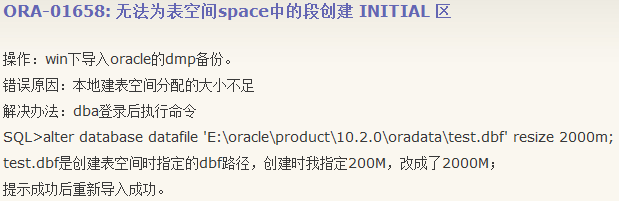 ORA-01658: 无法为表空间space中的段创建 INITIAL 区
操作：win下导入oracle的dmp备份。
错误原因：本地建表空间分配的大小不足
解决办法：dba登录后执行命令
SQL>alter database datafile 'E:\oracle\product\10.2.0\oradata\test.dbf' resize 2000m;
test.dbf是创建表空间时指定的dbf路径，创建时我指定200M，改成了2000M；
提示成功后重新导入成功。